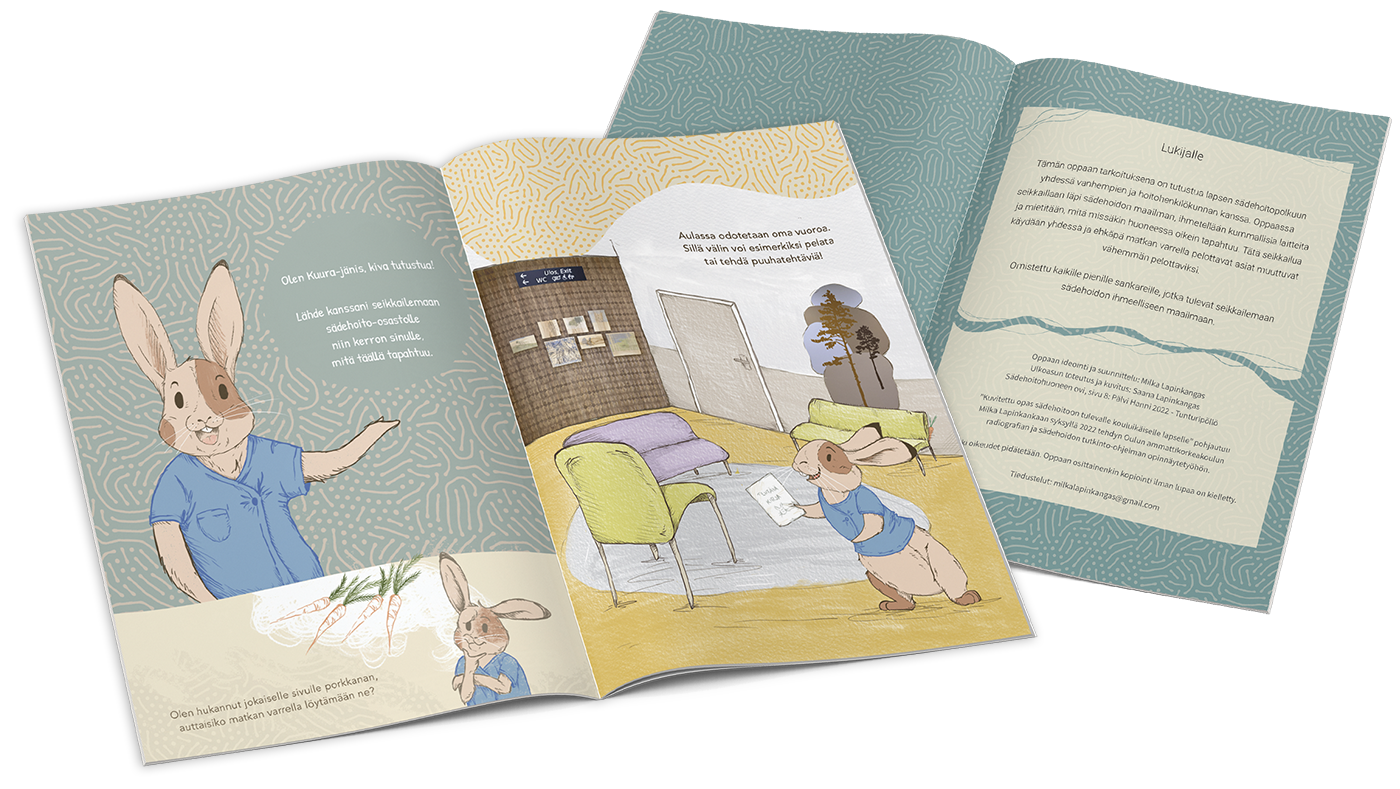 Olen Kuura-jänis, kiva tutustua!
Lähde kanssani seikkailemaan
sädehoito-osastolle
niin kerron sinulle,
mitä täällä tapahtuu.
Olen hukannut jokaiselle sivulle porkkanan,
auttaisiko matkan varrella löytämään ne?
Aulassa odotetaan oma vuoroa.
Sillä välin voi esimerkiksi pelata
tai tehdä puuhatehtäviä!
Ulos, Exit
WC
Lukijalle
Tämän oppaan tarkoituksena on tutustua lapsen sädehoitopolkuun
yhdessä vanhempien ja hoitohenkilökunnan kanssa. Oppaassa
seikkaillaan läpi sädehoidon maailman, ihmetellään kummallisia laitteita
ja mietitään, mitä missäkin huoneessa oikein tapahtuu. Tätä seikkailua
käydään yhdessä ja ehkäpä matkan varrella pelottavat asiat muuttuvat
vähemmän pelottaviksi.
Omistettu kaikille pienille sankareille, jotka tulevat seikkailemaan
sädehoidon ihmeelliseen maailmaan.
Oppaan ideointi ja suunnittelu: Milka Lapinkangas
Ulkoasun toteutus ja kuvitus: Saana Lapinkangas
Sädehoitohuoneen ovi, sivu 8: Päivi Hanni 2022 - Tunturipöllö
"Kuvitettu opas sädehoitoon tulevalle kouluikäiselle lapselle" pohjautuu
Milka Lapinkankaan syksyllä 2022 tehdyn Oulun ammattikorkeakoulun
radiografian ja sädehoidon tutkinto-ohjelman opinnäytetyöhön.
oikeudet pidätetään. Oppaan osittainenkin kopiointi ilman lupaa on kielletty.
Tiedustelut: milkalapinkangas@gmail.com